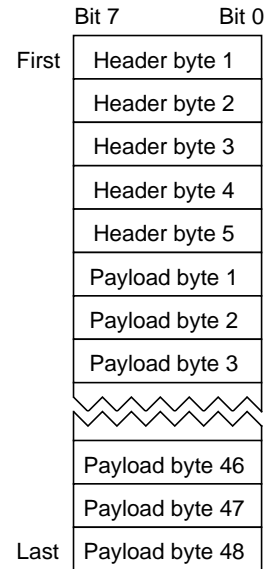 Bit 7 Bit 0
First Header byte 1
Header byte 2
Header byte 3
Header byte 4
Header byte 5
Payload byte 1
Payload byte 2
Payload byte 3
Payload byte 46
Payload byte 47
Last Payload byte 48